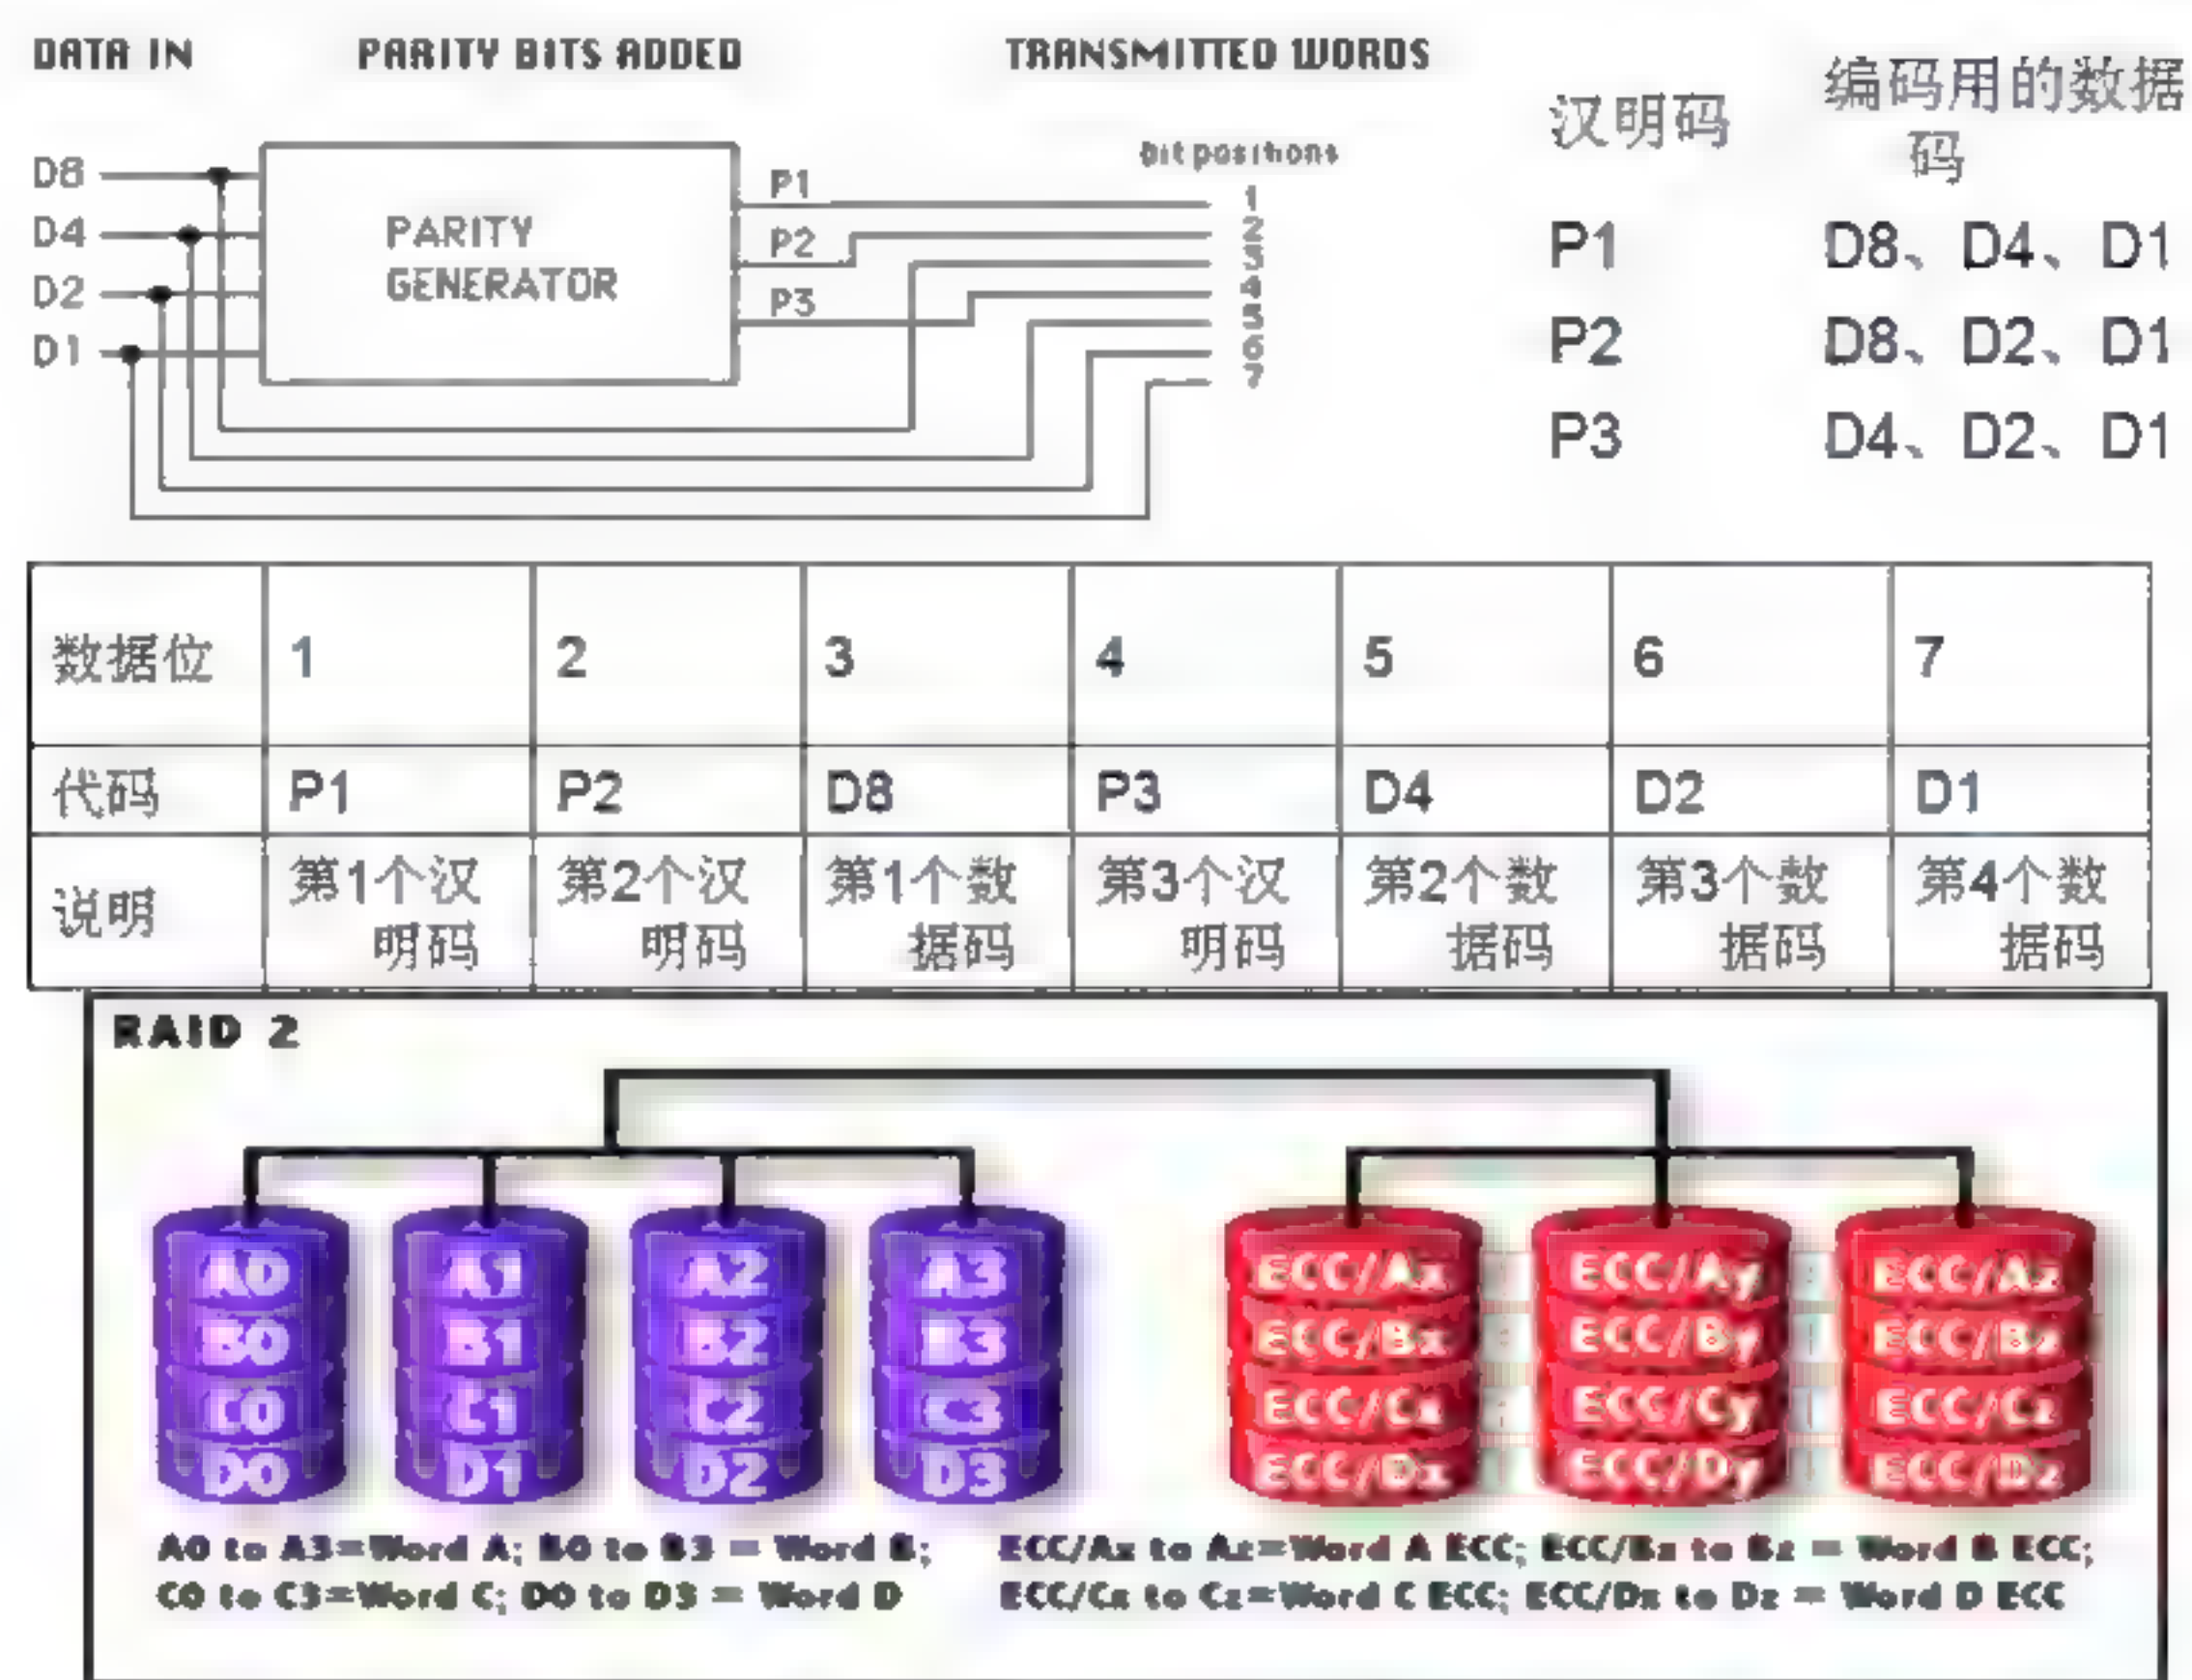 DATA IN PARITY BITS ADDED TRANSMITTED WORDS
bit positions
D8
D4
D2
D1
PARITY
GENERATOR
P1
P2
P3
1
2
3
4
5
6
7
汉明码 编码用的数据
码
P1 D8、D4、D1
P2 D8、D2、D1
P3 D4、D2、D1
数据位 1 2 3 4 5 6 7
代码 P1 P2 D8 P3 D4 D2 D1
说明 第1个汉明码 第2个汉明码 第1个数据码 第3个汉明码 第2个数据码 第3个数据码 第4个数据码
RAID 2
A0 A1 A2 A3 ECC/Ax ECC/Ay ECC/Az
B0 B1 B2 B3 ECC/Bx ECC/By ECC/Bz
C0 C1 C2 C3 ECC/Cx ECC/Cy ECC/Cz
D0 D1 D2 D3 ECC/Dx ECC/Dy ECC/Dz
A0 to A3=Word A; B0 to B3 = Word B;
C0 to C3=Word C; D0 to D3 = Word D
ECC/Ax to Az=Word A ECC; ECC/Bx to Bz = Word B ECC;
ECC/Cx to Cz=Word C ECC; ECC/Dx to Dz = Word D ECC